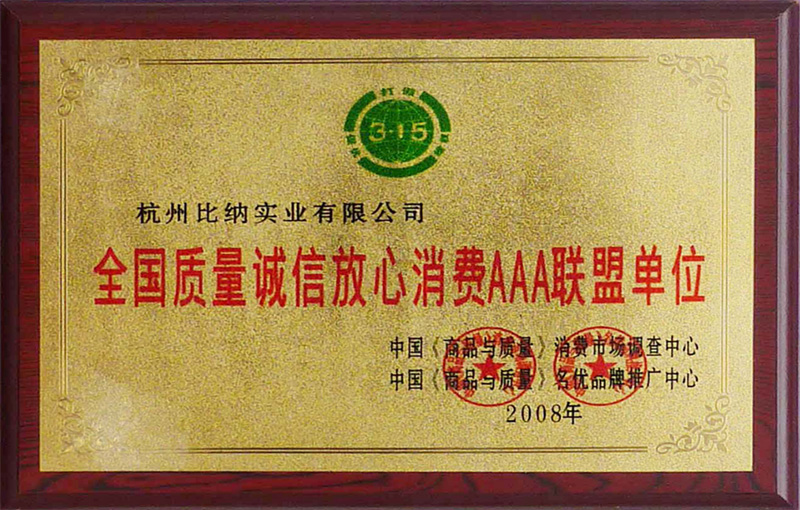 打假
3·15
杭州比纳实业有限公司
全国质量诚信放心消费AAA联盟单位
中国《商品与质量》消费市场调查中心
中国《商品与质量》名优品牌推广中心
2008年